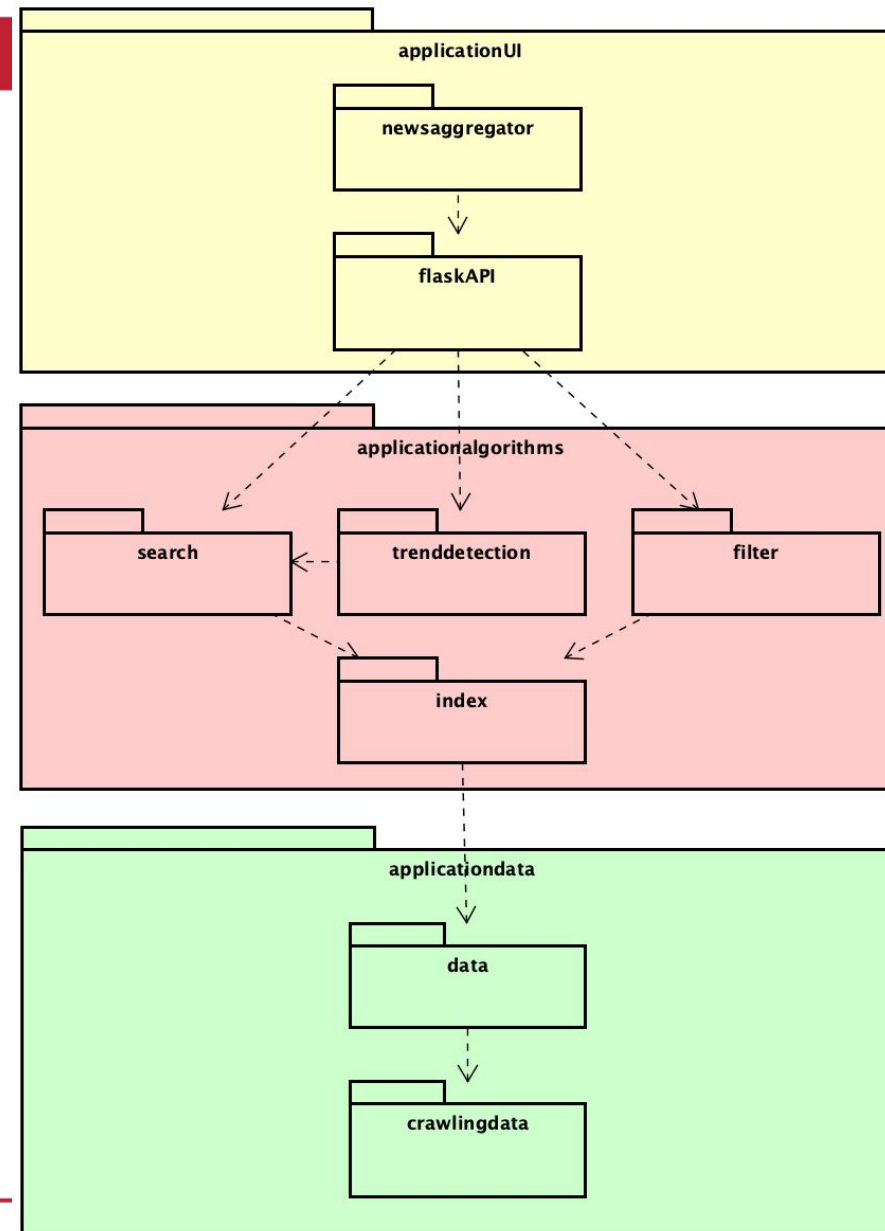 applicationUI
newsaggregator
flaskAPI
applicationalgorithms
search
trenddetection
filter
index
applicationdata
data
crawlingdata